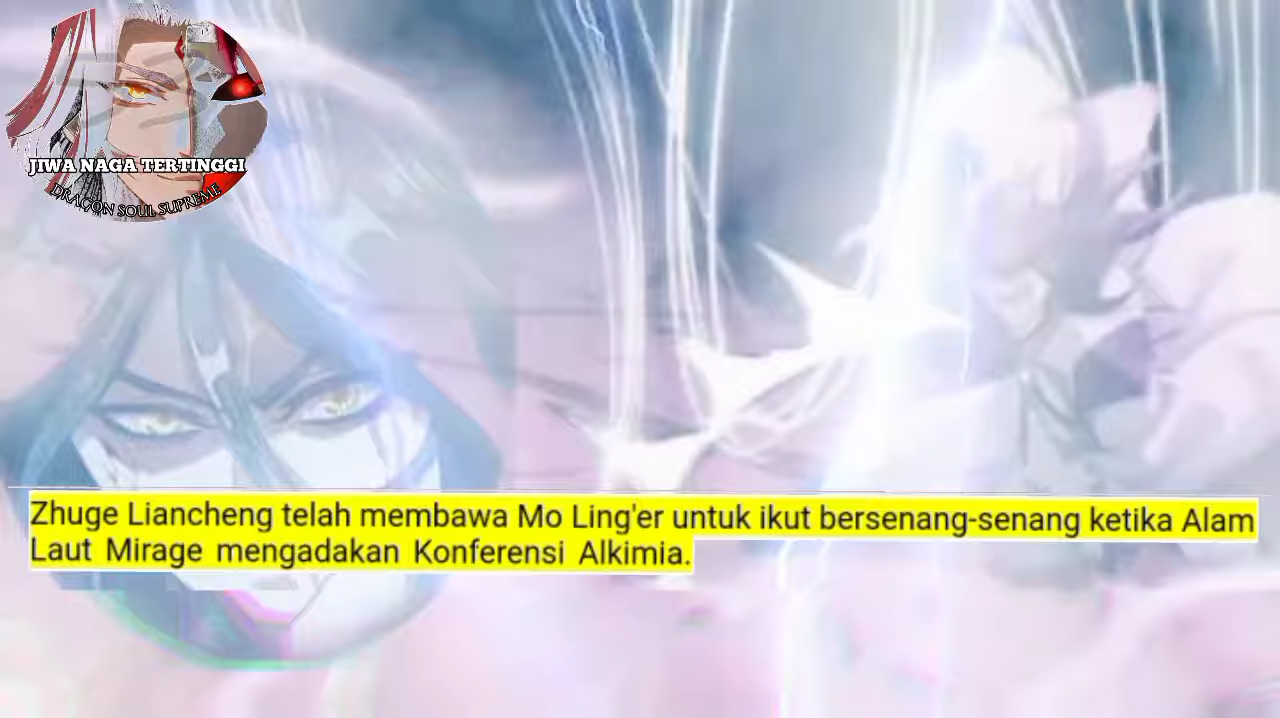 JIWA NAGA TERTINGGI
DRAGON SOUL SUPREME
Zhuge Liancheng telah membawa Mo Ling'er untuk ikut bersenang-senang ketika Alam
Laut Mirage mengadakan Konferensi Alkimia.